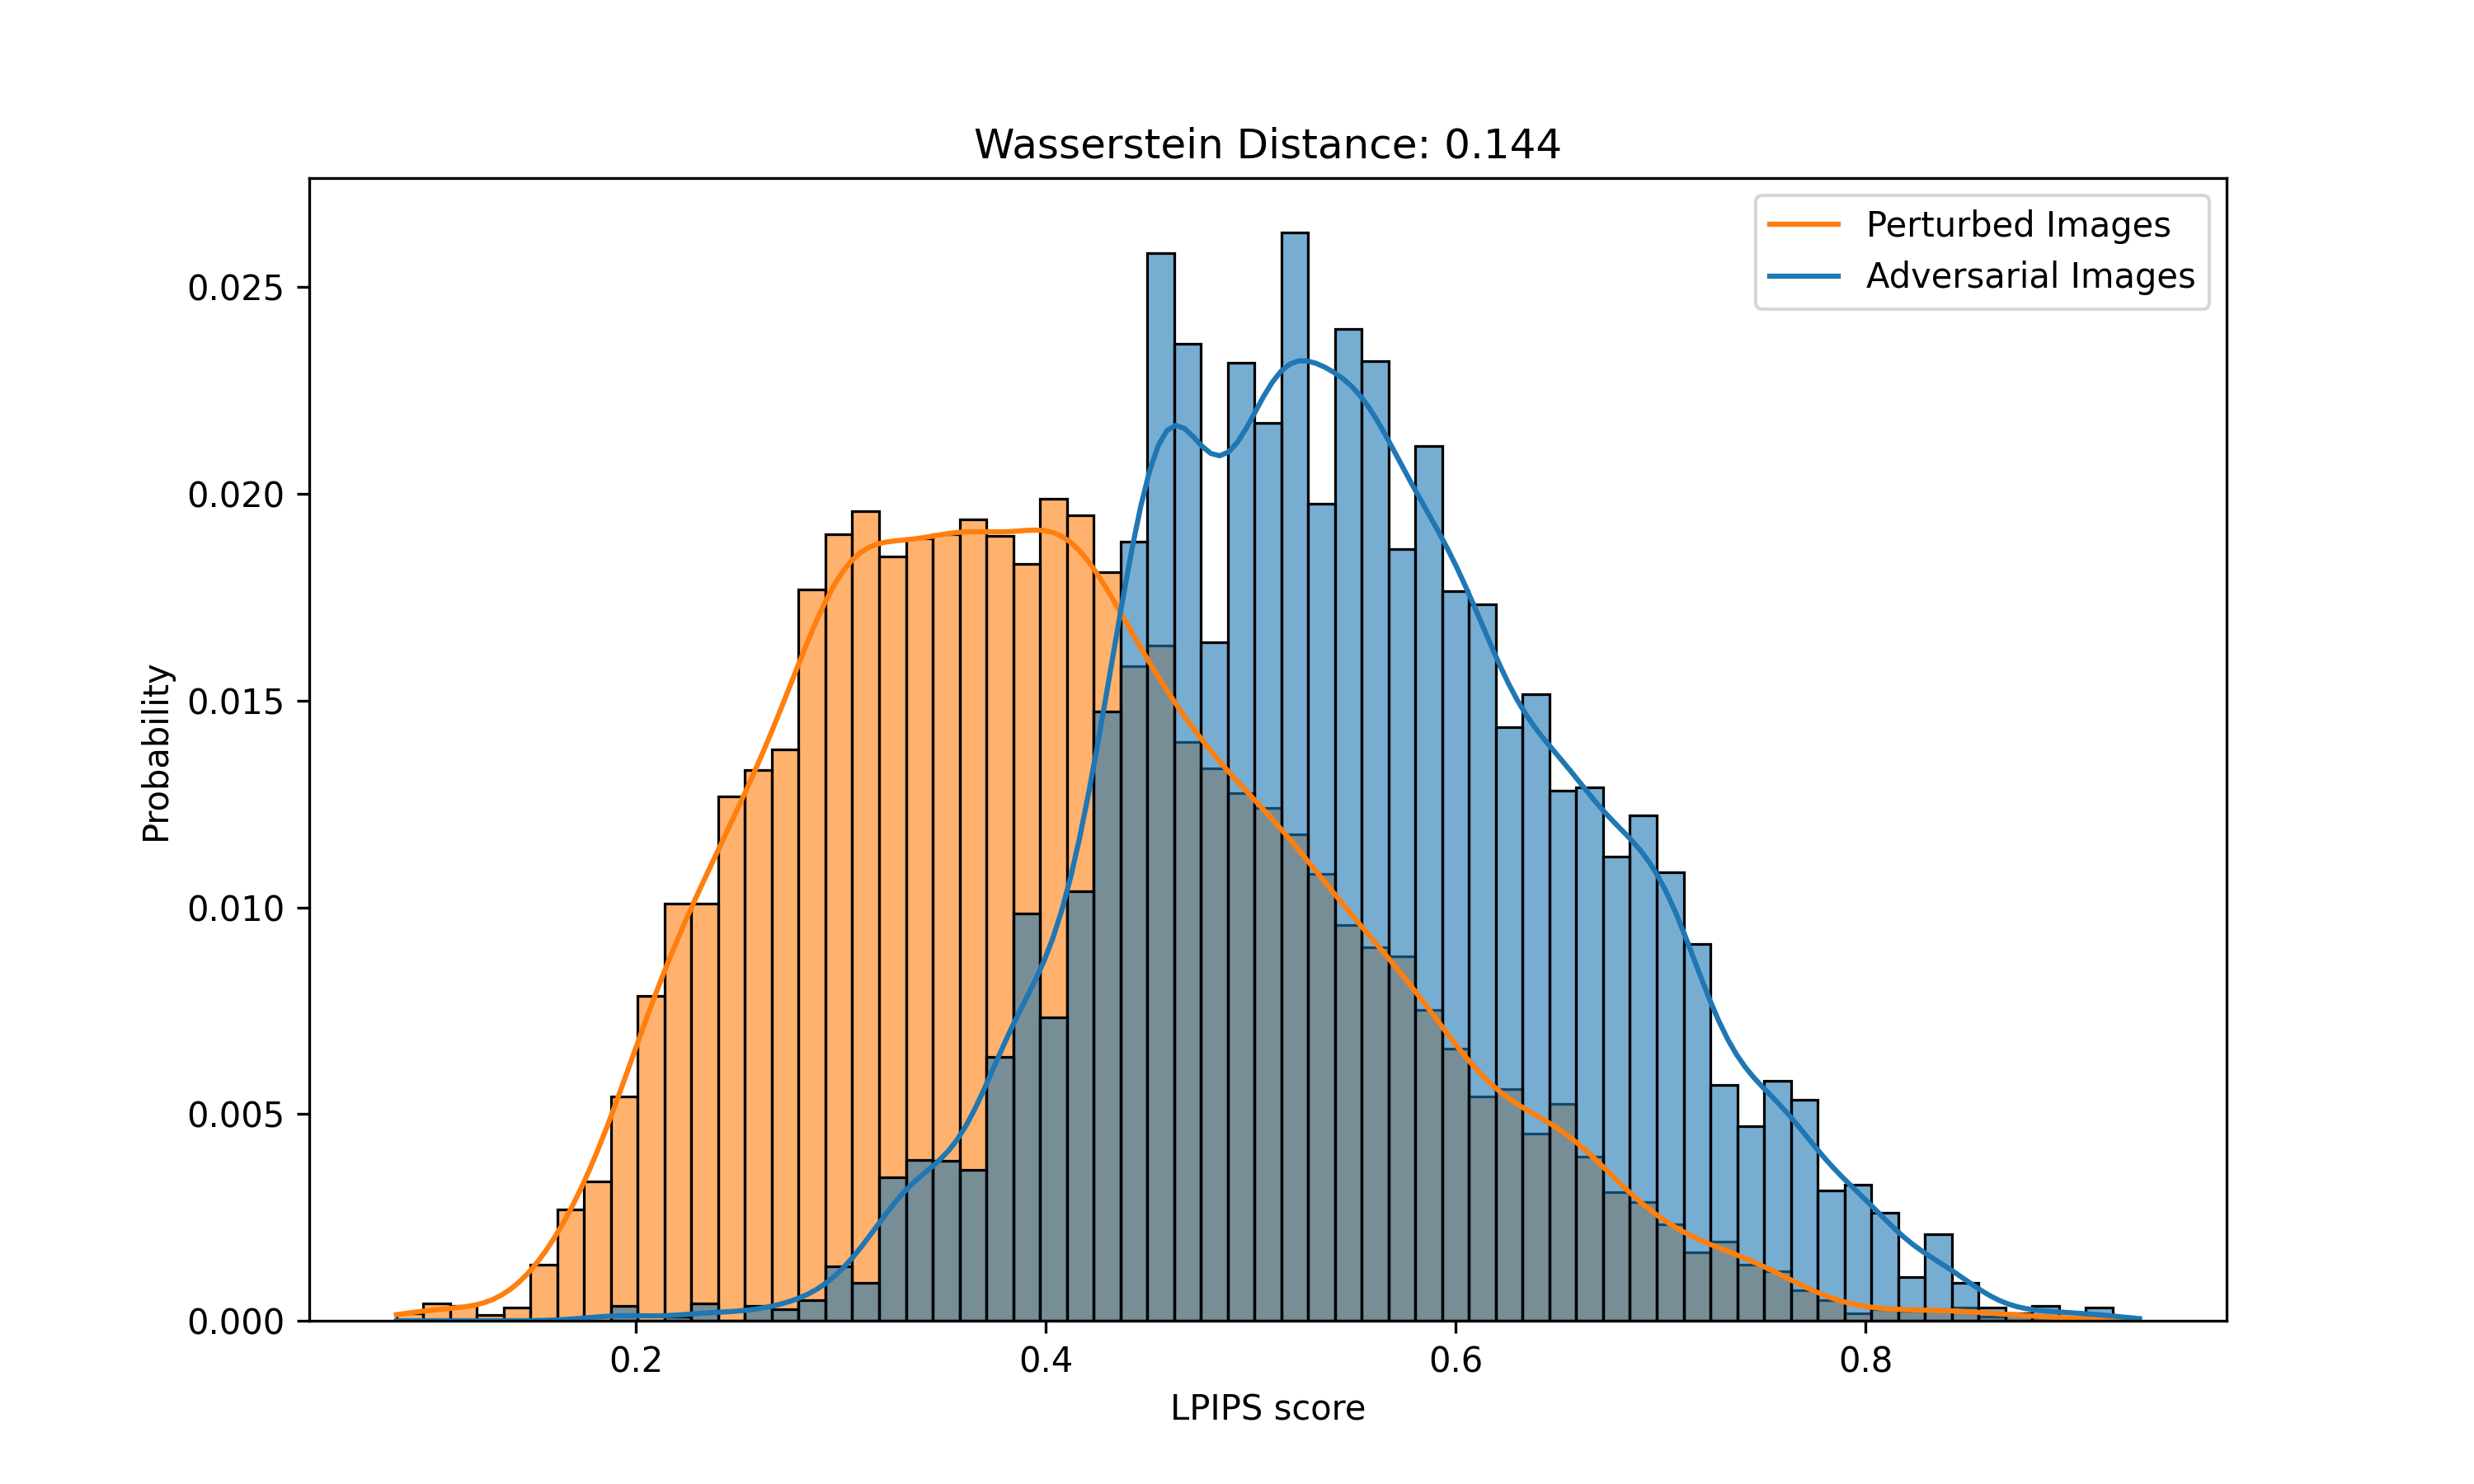 Wasserstein Distance: 0.144
Perturbed Images
Adversarial Images
Probability
0.025
0.020
0.015
0.010
0.005
0.000
0.2
0.4
0.6
0.8
LPIPS score